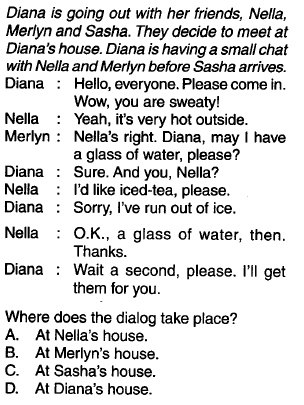 Diana is going out with her friends, Nella,
Merlyn and Sasha. They decide to meet at
Diana's house. Diana is having a small chat
with Nella and Merlyn before Sasha arrives.
Diana : Hello, everyone. Please come in.
Wow, you are sweaty!
Nella : Yeah, it's very hot outside.
Merlyn : Nella's right. Diana, may I have
a glass of water, please?
Diana : Sure. And you, Nella?
Nella : I'd like iced-tea, please.
Diana : Sorry, I've run out of ice.
Nella : O.K., a glass of water, then.
Thanks.
Diana : Wait a second, please. I'll get
them for you.
Where does the dialog take place?
A. At Nella's house.
B. At Merlyn's house.
C. At Sasha's house.
D. At Diana's house.